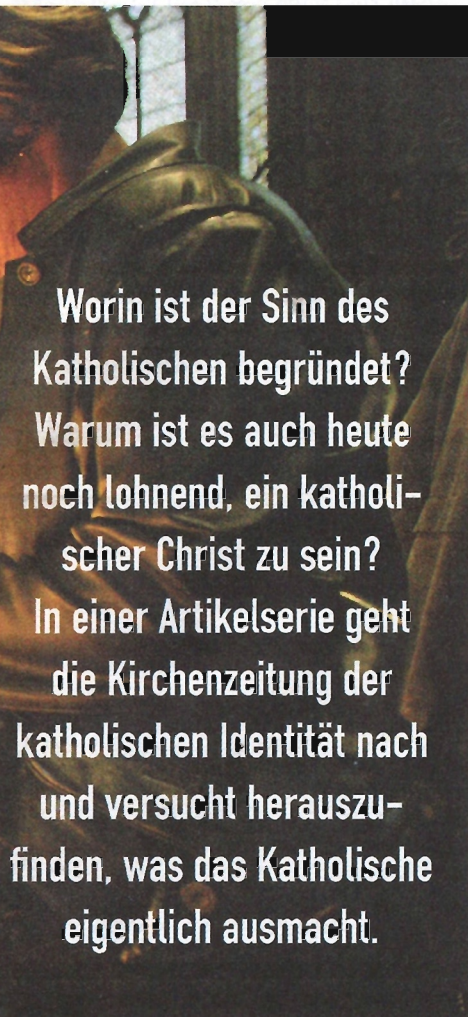 Worin ist der Sinn des
Katholischen begründet?
Warum ist es auch heute
noch lohnend, ein katholi-
scher Christ zu sein?
In einer Artikelserie geht
die Kirchenzeitung der
katholischen Identität nach
und versucht herauszu-
finden, was das Katholische
eigentlich ausmacht.